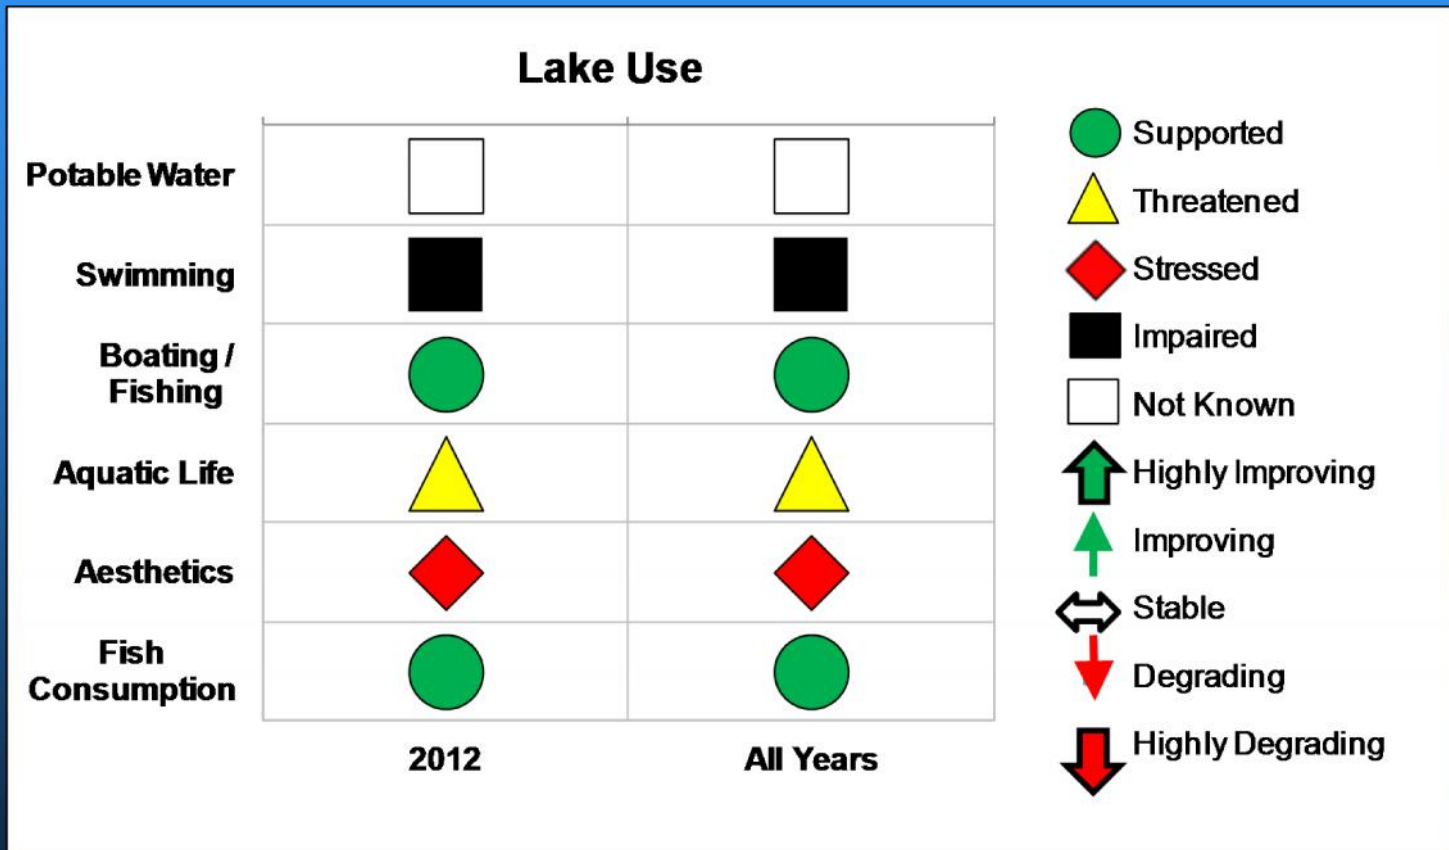 Lake Use
Potable Water
Swimming
Boating /
Fishing
Aquatic Life
Aesthetics
Fish
Consumption
2012
All Years
Supported
Threatened
Stressed
Impaired
Not Known
Highly Improving
Improving
Stable
Degrading
Highly Degrading